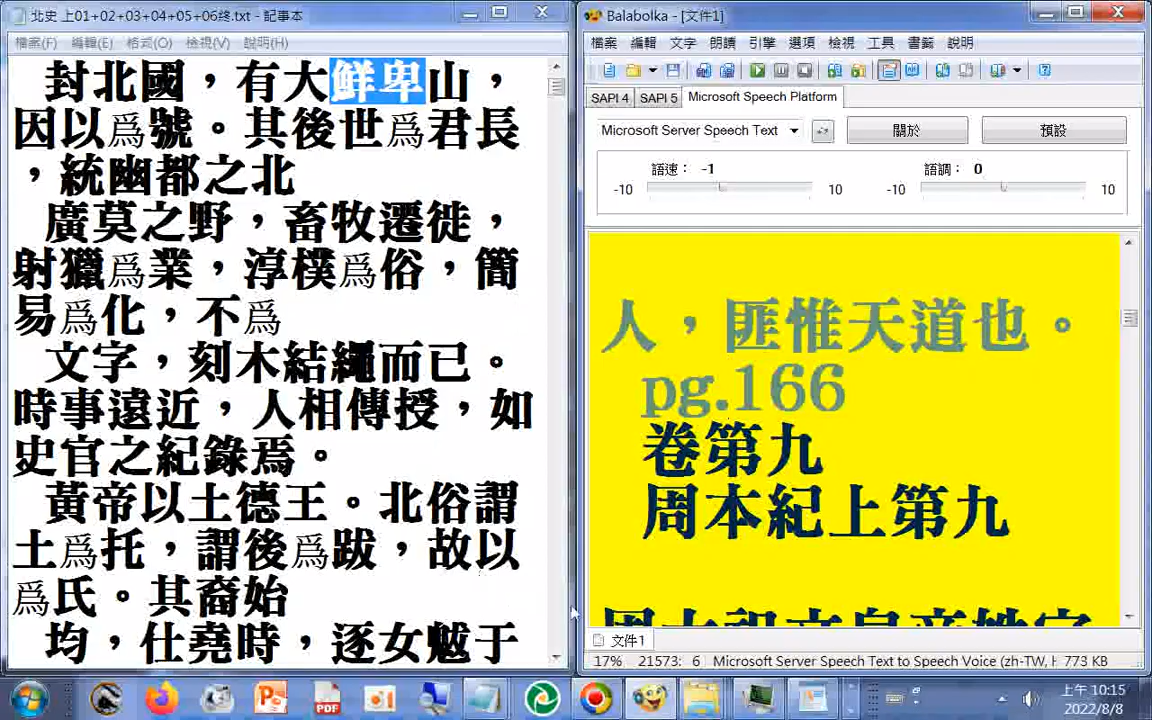 北史 上01+02+03+04+05+06终.txt - 記事本
檔案(F) 編輯(E) 格式(O) 檢視(V) 說明(H)
封北國，有大鮮卑山，
因以爲號。其後世爲君長
，統幽都之北
廣莫之野，畜牧遷徙，
射獵爲業，淳樸爲俗，簡
易爲化，不爲
文字，刻木結繩而已。
時事遠近，人相傳授，如
史官之紀錄焉。
黃帝以土德王。北俗謂
土爲托，謂後爲跋，故以
爲氏。其裔始
均，仕堯時，逐女魃于
Balabolka - [文件1]
檔案 編輯 文字 朗讀 引擎 選項 檢視 工具 書籤 說明
SAPI 4 SAPI 5 Microsoft Speech Platform
Microsoft Server Speech Text 關於 預設
語速： -1 語調： 0
-10 10 -10 10
人，匪惟天道也。
pg.166
卷第九
周本紀上第九
文件1
17% 21573: 6 Microsoft Server Speech Text to Speech Voice (zh-TW, H 773 KB
PDF
上午 10:15
2022/8/8